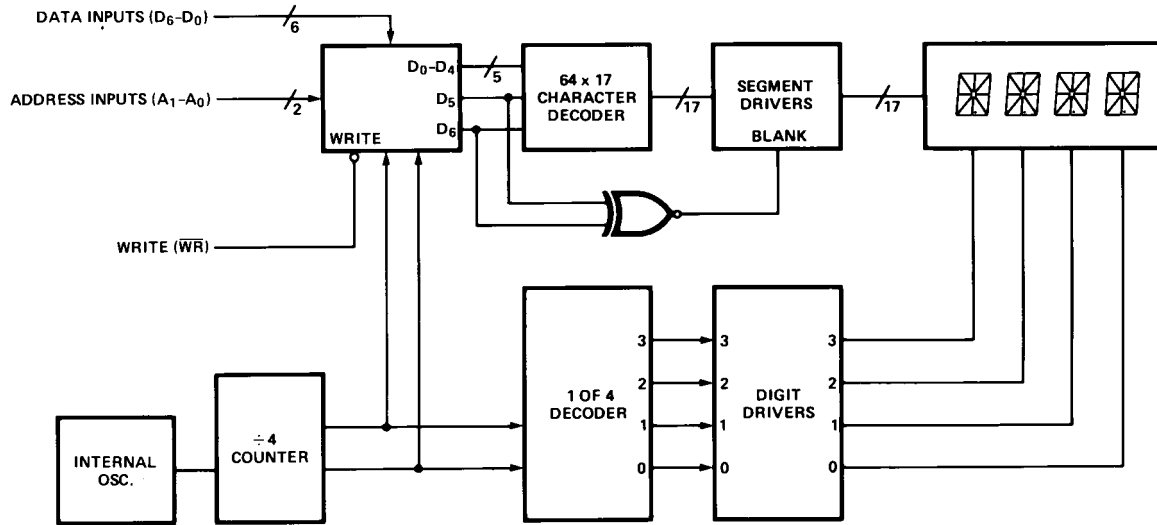 DATA INPUTS (D6–D0)
6
ADDRESS INPUTS (A1–A0)
2
D0–D4
5
D5
D6
WRITE
64 x 17
CHARACTER
DECODER
17
SEGMENT
DRIVERS
BLANK
17
WRITE (W̅R̅)
INTERNAL
OSC.
÷4
COUNTER
1 OF 4
DECODER
3
2
1
0
3
2
1
0
DIGIT
DRIVERS
3
2
1
0